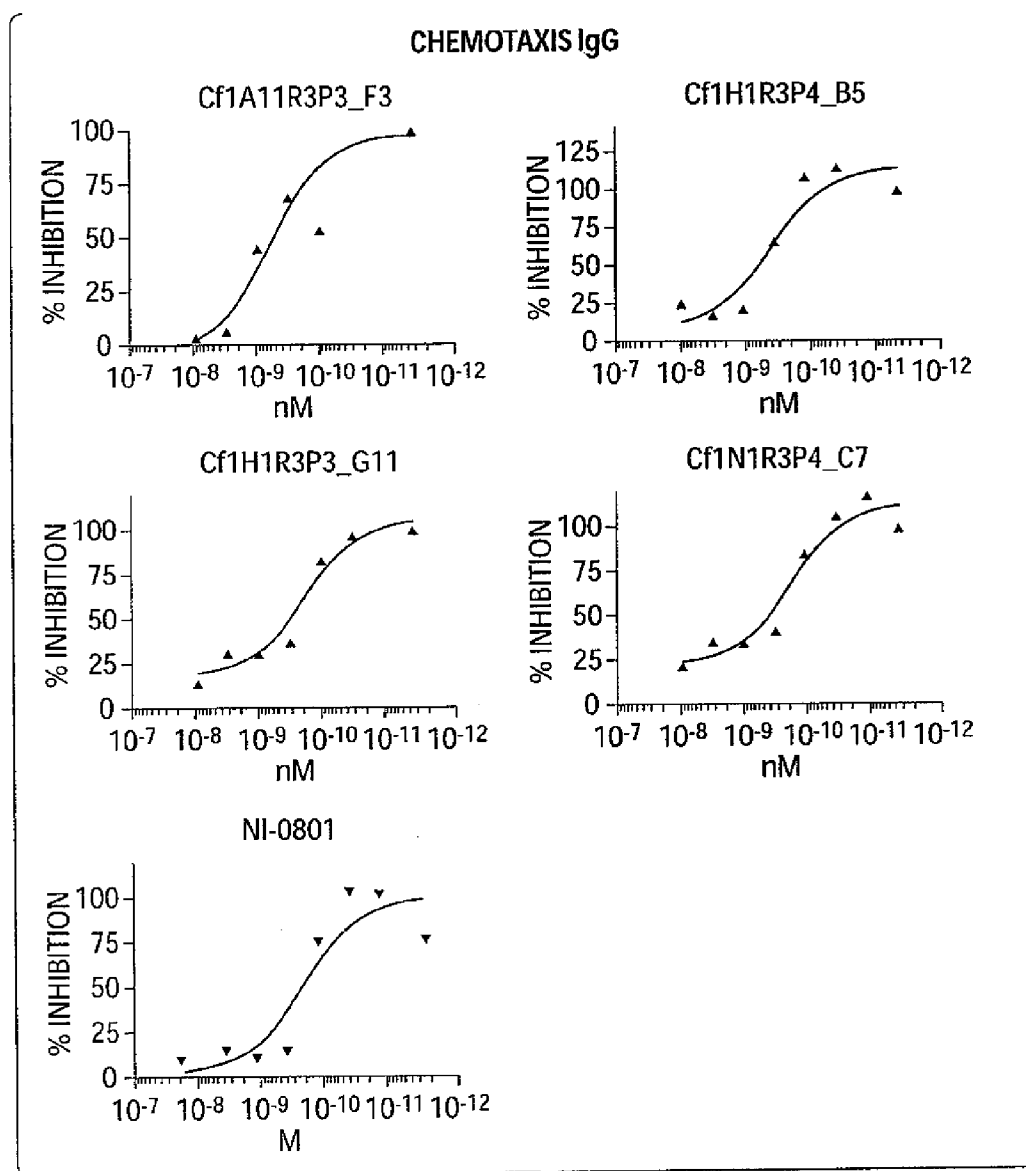 CHEMOTAXIS IgG
Cf1A11R3P3_F3
% INHIBITION
100
75
50
25
0
10-7 10-8 10-9 10-10 10-11 10-12
nM
Cf1H1R3P4_B5
% INHIBITION
125
100
75
50
25
0
10-7 10-8 10-9 10-10 10-11 10-12
nM
Cf1H1R3P3_G11
% INHIBITION
100
75
50
25
0
10-7 10-8 10-9 10-10 10-11 10-12
nM
Cf1N1R3P4_C7
% INHIBITION
100
75
50
25
0
10-7 10-8 10-9 10-10 10-11 10-12
nM
NI-0801
% INHIBITION
100
75
50
25
0
10-7 10-8 10-9 10-10 10-11 10-12
M